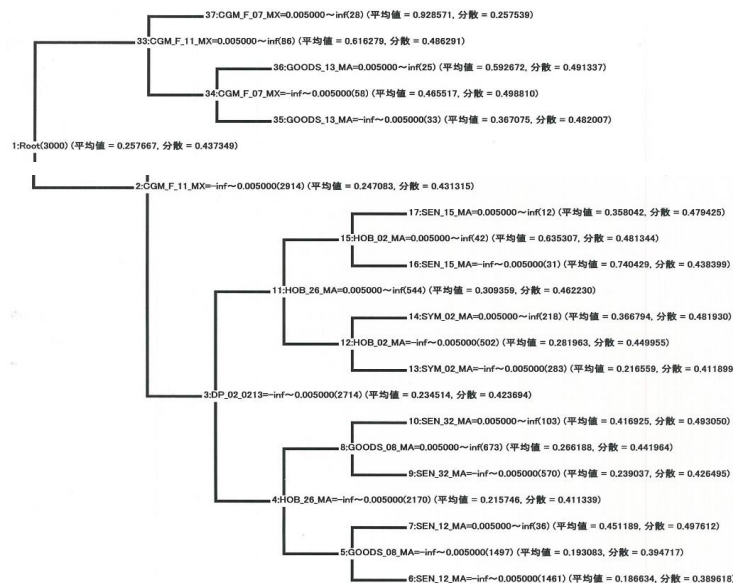 37:CGM_F_07_MX=0.005000～inf(28) (平均値 = 0.928571, 分散 = 0.257539)
33:CGM_F_11_MX=0.005000～inf(86) (平均値 = 0.616279, 分散 = 0.486291)
36:GOODS_13_MA=0.005000～inf(25) (平均値 = 0.592672, 分散 = 0.491337)
34:CGM_F_07_MX=-inf～0.005000(58) (平均値 = 0.465517, 分散 = 0.498810)
35:GOODS_13_MA=-inf～0.005000(33) (平均値 = 0.367075, 分散 = 0.482007)
1:Root(3000) (平均値 = 0.257667, 分散 = 0.437349)
2:CGM_F_11_MX=-inf～0.005000(2914) (平均値 = 0.247083, 分散 = 0.431315)
17:SEN_15_MA=0.005000～inf(12) (平均値 = 0.358042, 分散 = 0.479425)
15:HOB_02_MA=0.005000～inf(42) (平均値 = 0.635307, 分散 = 0.481344)
16:SEN_15_MA=-inf～0.005000(31) (平均値 = 0.740429, 分散 = 0.438399)
11:HOB_26_MA=0.005000～inf(544) (平均値 = 0.309359, 分散 = 0.462230)
14:SYM_02_MA=0.005000～inf(218) (平均値 = 0.366794, 分散 = 0.481930)
12:HOB_02_MA=-inf～0.005000(502) (平均値 = 0.281963, 分散 = 0.449955)
13:SYM_02_MA=-inf～0.005000(283) (平均値 = 0.216559, 分散 = 0.411899
3:DP_02_0213=-inf～0.005000(2714) (平均値 = 0.234514, 分散 = 0.423694)
10:SEN_32_MA=0.005000～inf(103) (平均値 = 0.416925, 分散 = 0.493050)
8:GOODS_08_MA=0.005000～inf(673) (平均値 = 0.266188, 分散 = 0.441964)
9:SEN_32_MA=-inf～0.005000(570) (平均値 = 0.239037, 分散 = 0.426495)
4:HOB_26_MA=-inf～0.005000(2170) (平均値 = 0.215746, 分散 = 0.411339)
7:SEN_12_MA=0.005000～inf(36) (平均値 = 0.451189, 分散 = 0.497612)
5:GOODS_08_MA=-inf～0.005000(1497) (平均値 = 0.193083, 分散 = 0.394717)
6:SEN_12_MA=-inf～0.005000(1461) (平均値 = 0.186634, 分散 = 0.389618)